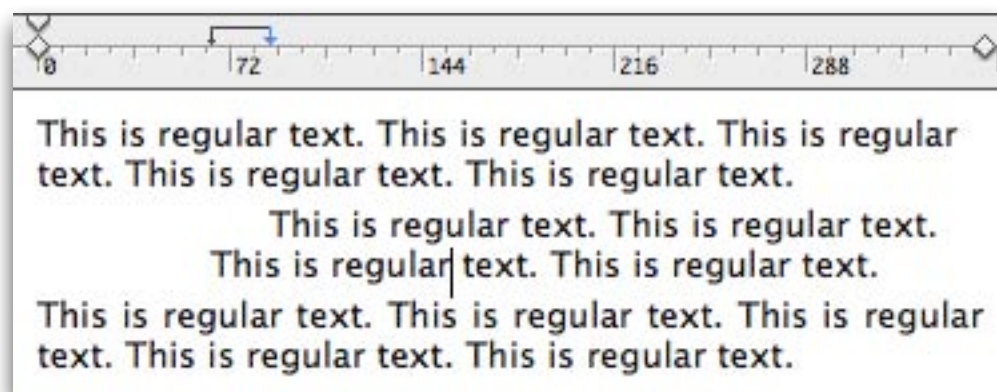 0 72 144 216 288
This is regular text. This is regular text. This is regular
text. This is regular text. This is regular text.
This is regular text. This is regular text.
This is regular text. This is regular text.
This is regular text. This is regular text. This is regular
text. This is regular text. This is regular text.